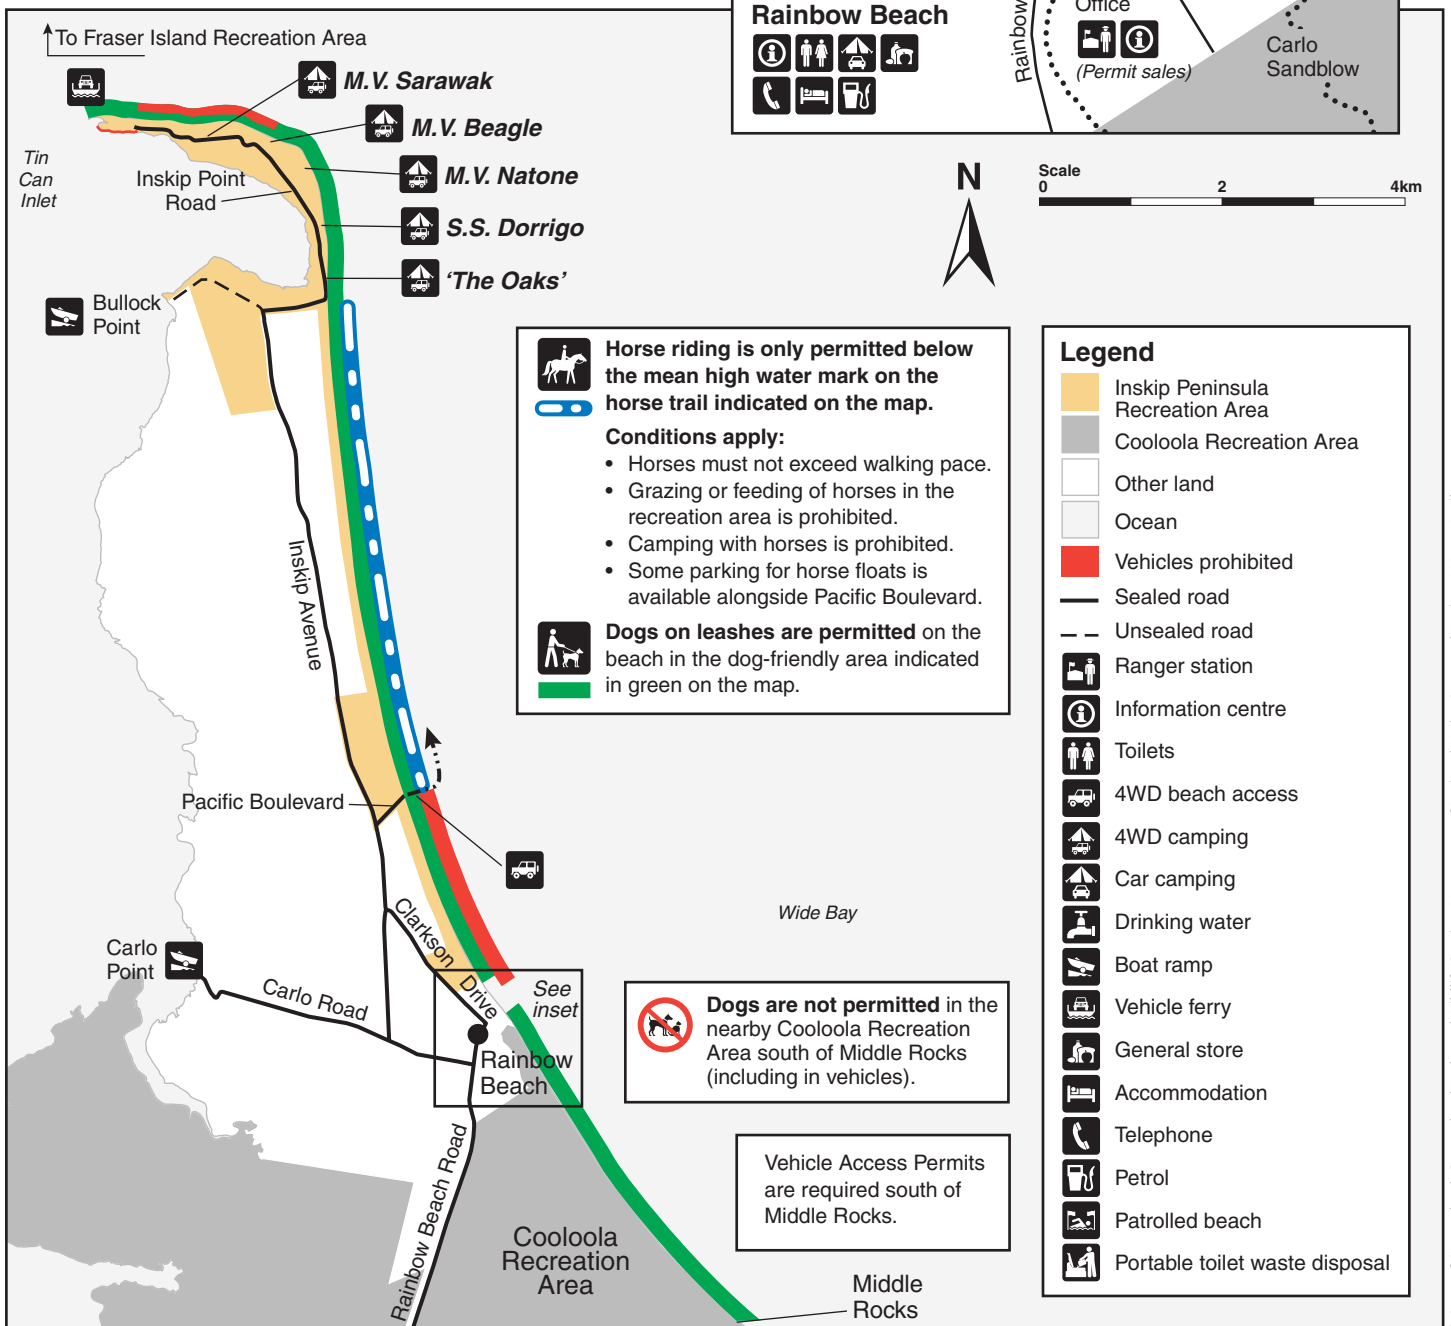 To Fraser Island Recreation Area
M.V. Sarawak
M.V. Beagle
M.V. Natone
S.S. Dorrigo
'The Oaks'
Tin
Can
Inlet
Inskip Point
Road
Bullock
Point
Inskip Avenue
Pacific Boulevard
Clarkson Drive
Carlo
Point
Carlo Road
See
inset
Rainbow
Beach
Rainbow Beach Road
Cooloola
Recreation
Area
Middle
Rocks
Wide Bay
Rainbow Beach
Rainbow
Office
(Permit sales)
Carlo
Sandblow
N
Scale
0 2 4km
Horse riding is only permitted below
the mean high water mark on the
horse trail indicated on the map.
Conditions apply:
• Horses must not exceed walking pace.
• Grazing or feeding of horses in the
recreation area is prohibited.
• Camping with horses is prohibited.
• Some parking for horse floats is
available alongside Pacific Boulevard.
Dogs on leashes are permitted on the
beach in the dog-friendly area indicated
in green on the map.
Dogs are not permitted in the
nearby Cooloola Recreation
Area south of Middle Rocks
(including in vehicles).
Vehicle Access Permits
are required south of
Middle Rocks.
Legend
Inskip Peninsula
Recreation Area
Cooloola Recreation Area
Other land
Ocean
Vehicles prohibited
Sealed road
Unsealed road
Ranger station
Information centre
Toilets
4WD beach access
4WD camping
Car camping
Drinking water
Boat ramp
Vehicle ferry
General store
Accommodation
Telephone
Petrol
Patrolled beach
Portable toilet waste disposal